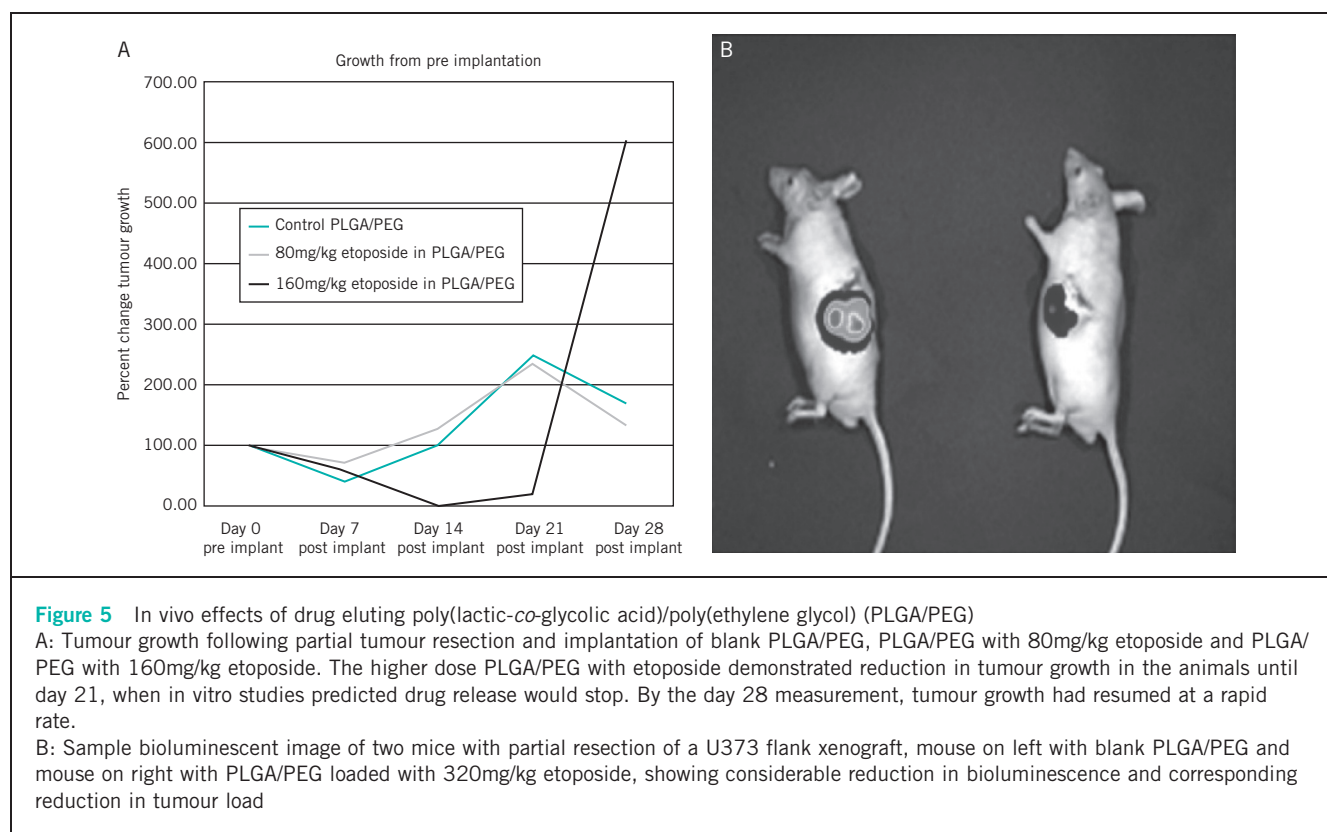 A
Growth from pre implantation
700.00
600.00
500.00
400.00
300.00
200.00
100.00
0.00
Percent change tumour growth
Control PLGA/PEG
80mg/kg etoposide in PLGA/PEG
160mg/kg etoposide in PLGA/PEG
Day 0 Day 7 Day 14 Day 21 Day 28
pre implant post implant post implant post implant post implant
B
Figure 5 In vivo effects of drug eluting poly(lactic-co-glycolic acid)/poly(ethylene glycol) (PLGA/PEG)
A: Tumour growth following partial tumour resection and implantation of blank PLGA/PEG, PLGA/PEG with 80mg/kg etoposide and PLGA/
PEG with 160mg/kg etoposide. The higher dose PLGA/PEG with etoposide demonstrated reduction in tumour growth in the animals until
day 21, when in vitro studies predicted drug release would stop. By the day 28 measurement, tumour growth had resumed at a rapid
rate.
B: Sample bioluminescent image of two mice with partial resection of a U373 flank xenograft, mouse on left with blank PLGA/PEG and
mouse on right with PLGA/PEG loaded with 320mg/kg etoposide, showing considerable reduction in bioluminescence and corresponding
reduction in tumour load